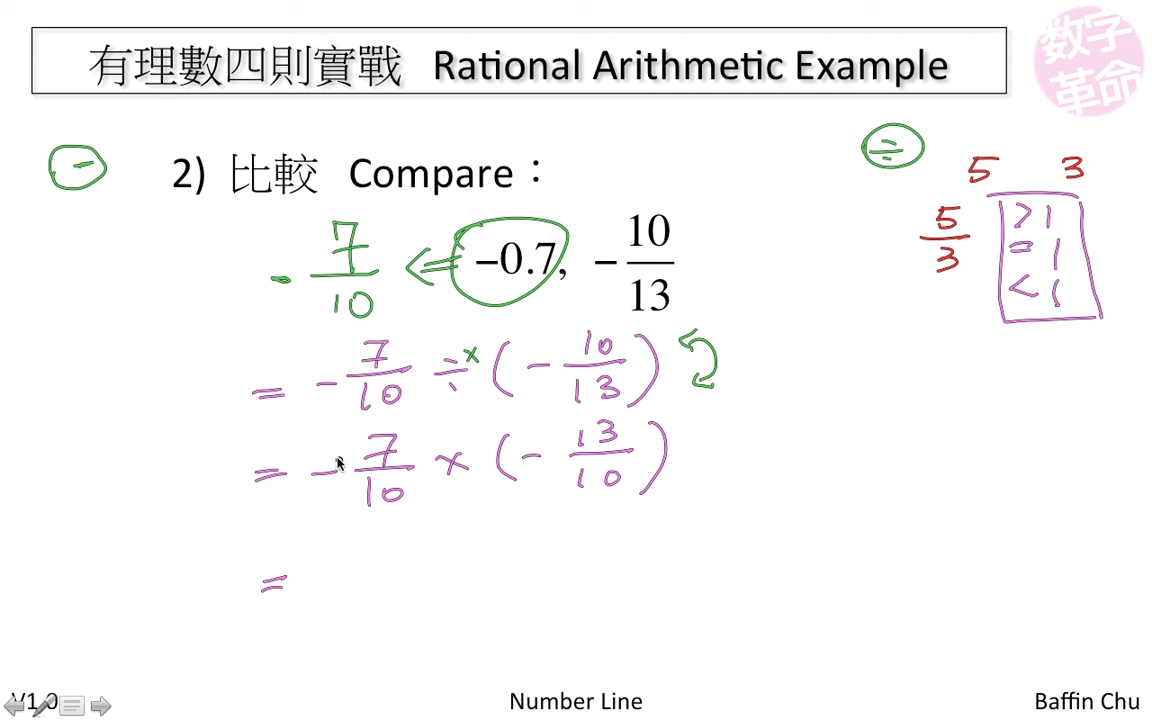 有理數四則實戰 Rational Arithmetic Example
数字
革命
- 2) 比較 Compare： ÷ 5 3
- 7/10 ⇐ −0.7, − 10/13
5/3 >1
= 1
< 1
= - 7/10 ÷ × ( - 10/13 )
= - 7/10 × ( - 13/10 )
=
V1.0 Number Line Baffin Chu